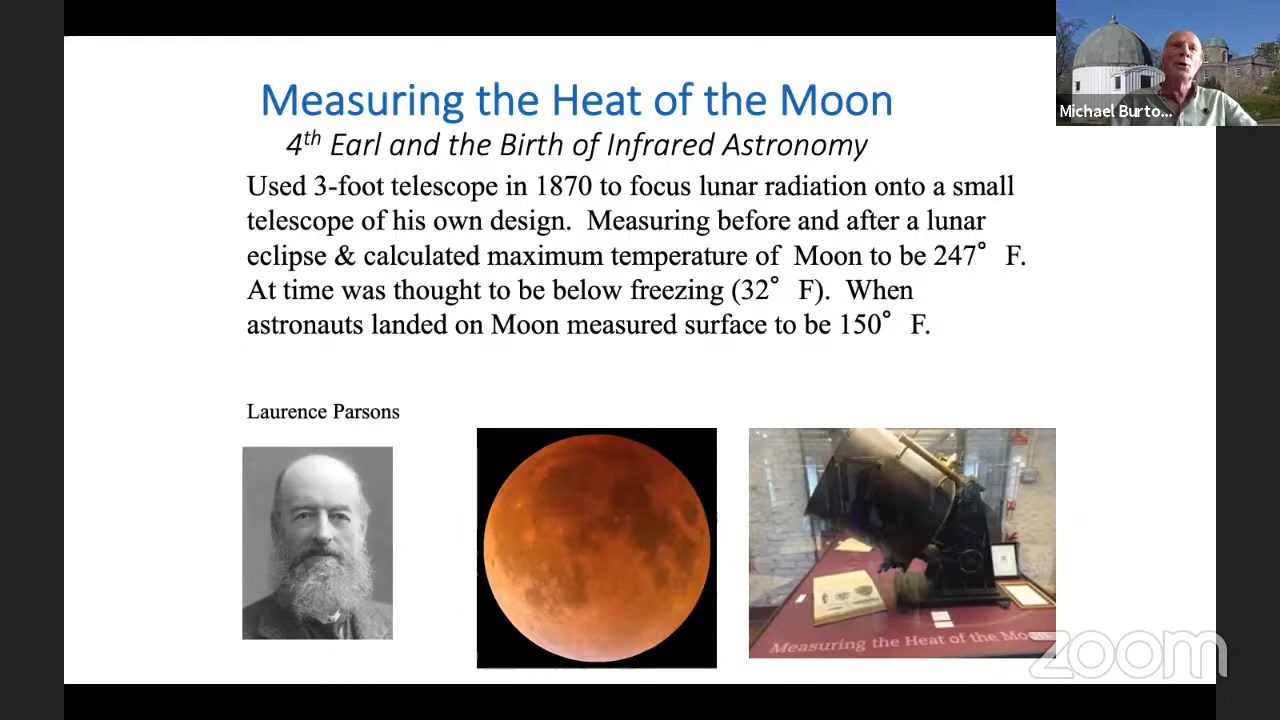 Measuring the Heat of the Moon
4th Earl and the Birth of Infrared Astronomy
Michael Burto...
Used 3-foot telescope in 1870 to focus lunar radiation onto a small
telescope of his own design. Measuring before and after a lunar
eclipse & calculated maximum temperature of Moon to be 247° F.
At time was thought to be below freezing (32° F). When
astronauts landed on Moon measured surface to be 150° F.
Laurence Parsons
Measuring the Heat of the Moon
zoom